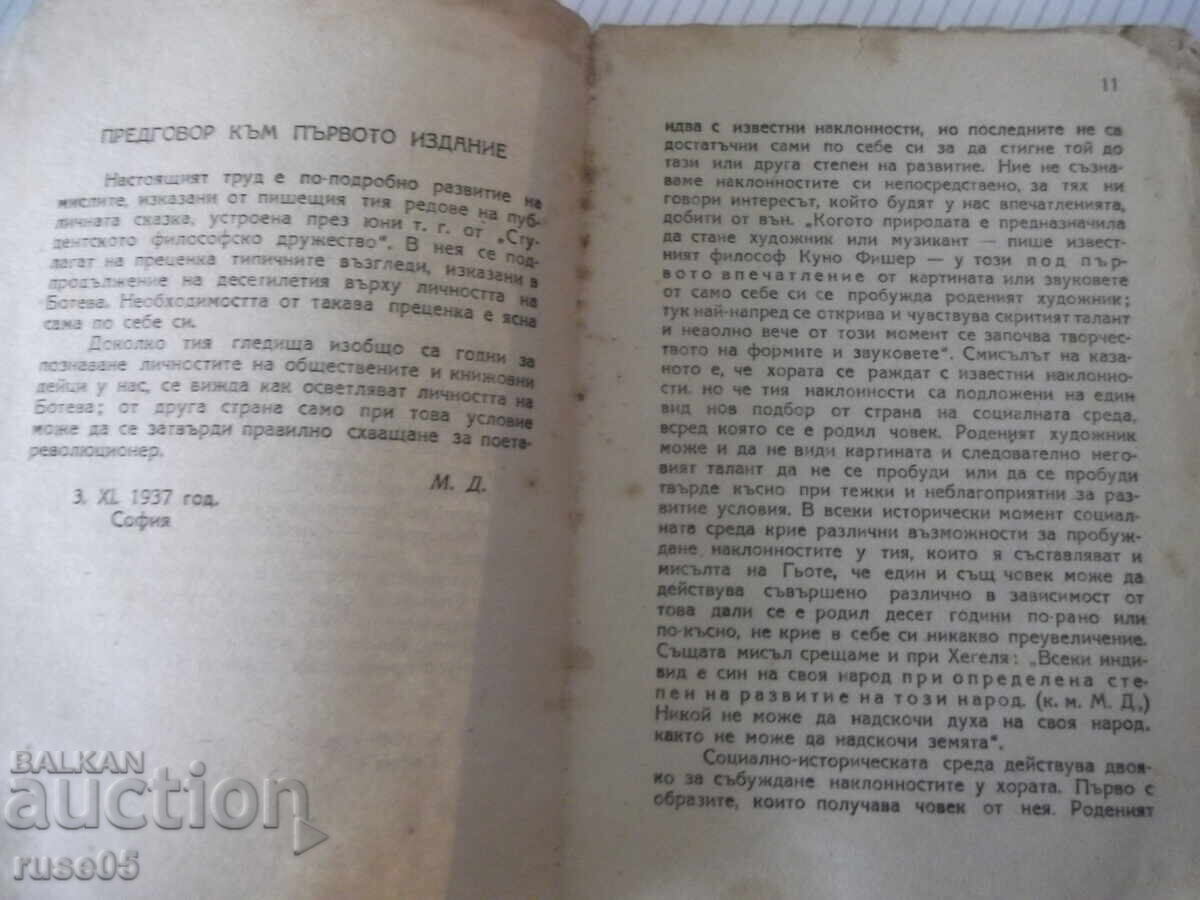 ПРЕДГОВОР КЪМ ПЪРВОТО ИЗДАНИЕ
Настоящият труд е по-подробно развитие на
мислите, изказани от пишещия тия редове на пуб-
личната сказка, устроена през юни т. г. от „Сту-
дентското философско дружество“. В нея се под-
лагат на преценка типичните възгледи, изказани в
продължение на десегилетия върху личността на
Ботева. Необходимостта от такава преценка е ясна
сама по себе си.
Доколко тия гледища изобщо са годни за
познаване личностите на обществените и книжовни
дейци у нас, се вижда как осветляват личността на
Ботева; от друга страна само при това условие
може да се затвърди правилно схващане за поета-
революционер.
М. Д.
3. XI. 1937 год.
София
11
идва с известни наклонности, но последните не са
достатъчни сами по себе си за да стигне той до
тази или друга степен на развитие. Ние не съзна-
ваме наклонностите си непосредствено, за тях ни
говори интересът, който будят у нас впечатленията,
добити от вън. „Когото природата е предназначила
да стане художник или музикант — пише извест-
ният философ Куно Фишер — у този под пър-
вото впечатление от картината или звуковете
от само себе си се пробужда роденият художник;
тук най-напред се открива и чувствува скритият талант
и неволно вече от този момент се започва творчес-
твото на формите и звуковете“. Смисълът на каза-
ното е, че хората се раждат с известни наклонно-
сти, но че тия наклонности са подложени на един
вид нов подбор от страна на социалната среда,
всред която се е родил човек. Роденият художник
може и да не види картината и следователно него-
вият талант да не се пробуди или да се пробуди
твърде късно при тежки и неблагоприятни за раз-
витие условия. В всеки исторически момент социал-
ната среда крие различни възможности за пробуж-
дане наклонностите у тия, които я съставляват и
мисълта на Гьоте, че един и същ човек може да
действува съвършено различно в зависимост от
това дали се е родил десет години по-рано или
по-късно, не крие в себе си никакво преувеличение.
Същата мисъл срещаме и при Хегеля: „Всеки инди-
вид е син на своя народ при определена сте-
пен на развитие на този народ. (к. м. М. Д.)
Никой не може да надскочи духа на своя народ,
както не може да надскочи земята“.
Социално-историческата среда действува двоя-
ко за събуждане наклонностите у хората. Първо с
образите, които получава човек от нея. Роденият
BALKAN
auction
ruse05